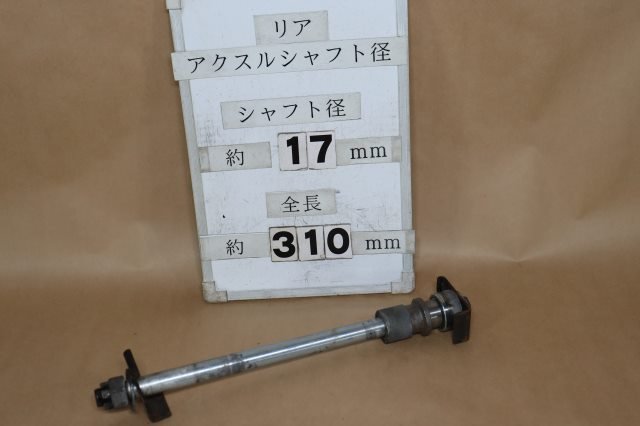 リア
アクスルシャフト径
シャフト径
約 17 mm
全長
約 310 mm